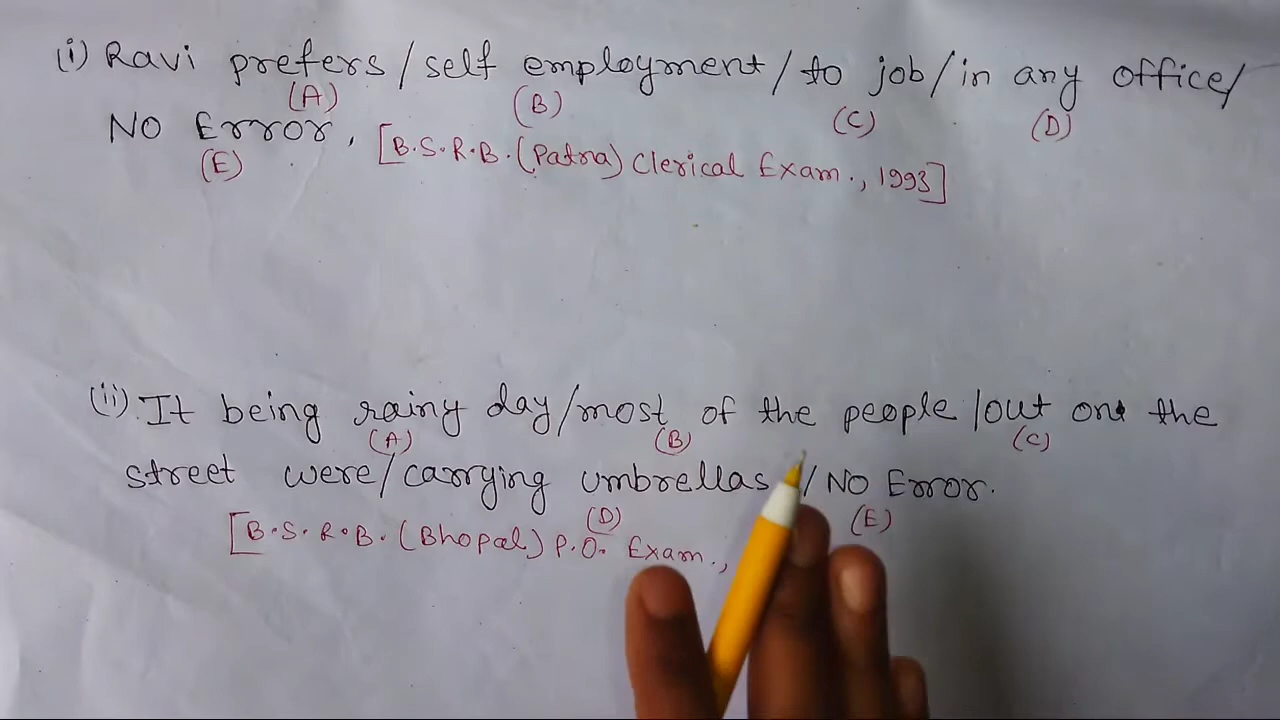 (i) Ravi prefers / self employment / to job / in any office /
(A) (B) (C) (D)
No Error. [B.S.R.B. (Patna) Clerical Exam., 1993]
(E)
(ii). It being rainy day / most of the people / out on the
(A) (B) (C)
street were / carrying umbrellas / No Error.
(D) (E)
[B.S.R.B. (Bhopal) P.O. Exam.,